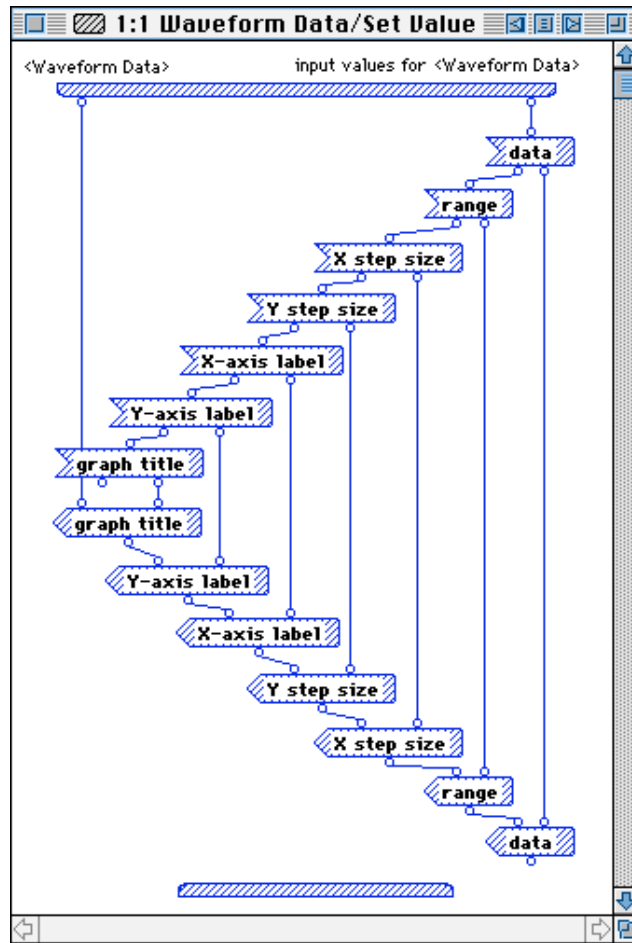 1:1 Waveform Data/Set Value
<Waveform Data> input values for <Waveform Data>
data
range
X step size
Y step size
X-axis label
Y-axis label
graph title
graph title
Y-axis label
X-axis label
Y step size
X step size
range
data